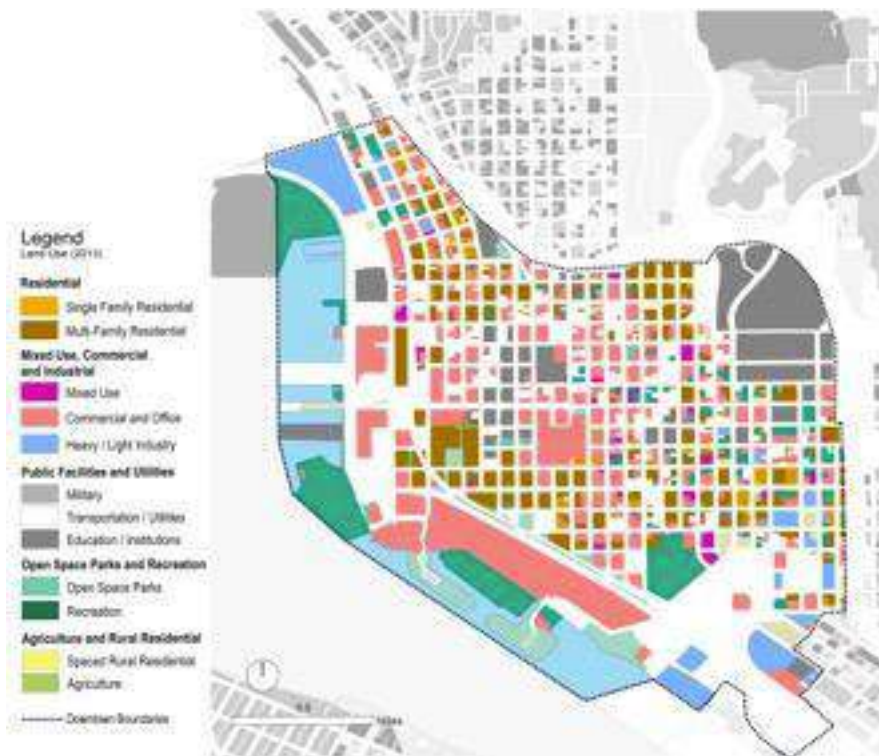 Legend
Land Use
Residential
Single Family Residential
Multi-Family Residential
Mixed Use, Commercial
and Industrial
Mixed Use
Commercial and Office
Heavy / Light Industry
Public Facilities and Utilities
Military
Transportation / Utilities
Education / Institutions
Open Space Parks and Recreation
Open Space Parks
Recreation
Agriculture and Rural Residential
Spaced Rural Residential
Agriculture
Downtown Boundaries